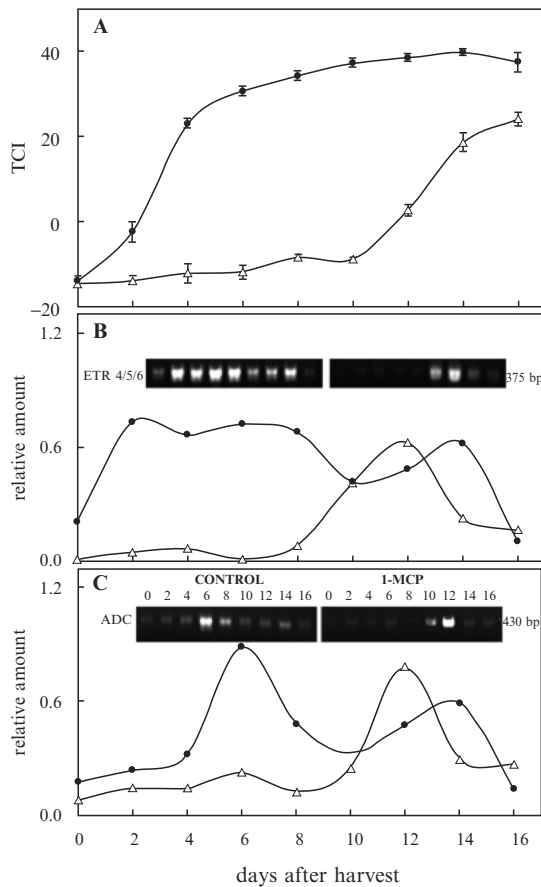 A
40
20
0
−20
TCI
B
1.2
0.6
0.0
relative amount
ETR 4/5/6
375 bp
C
CONTROL 1-MCP
0 2 4 6 8 10 12 14 16 0 2 4 6 8 10 12 14 16
1.2
0.6
0.0
relative amount
ADC
430 bp
0 2 4 6 8 10 12 14 16
days after harvest